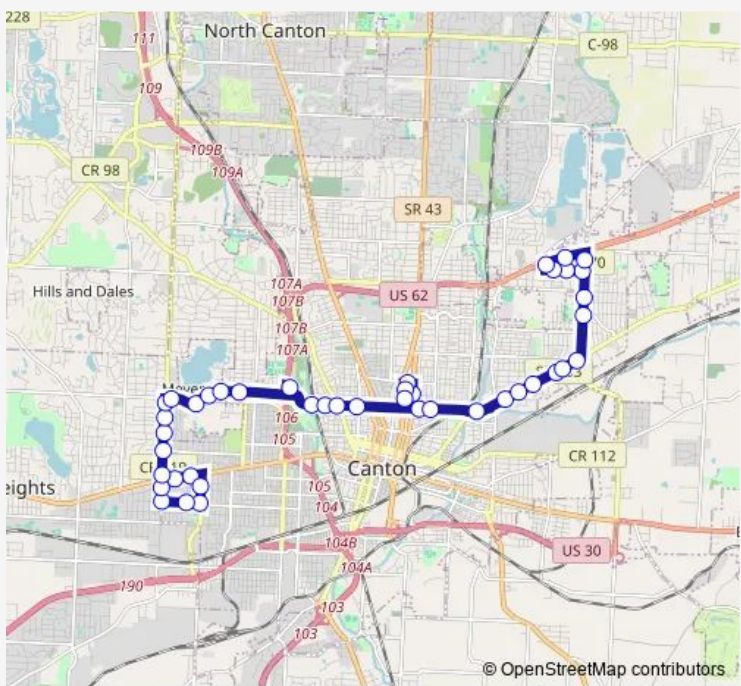 228
North Canton
111
C-98
109
109B
CR 98
109A
SR 43
107A
70
Hills and Dales
107B
US 62
107B
107A
Meyer
106
105
CR 112
Canton
eights
105
104
104B
US 30
104A
190
103
103
© OpenStreetMap contributors